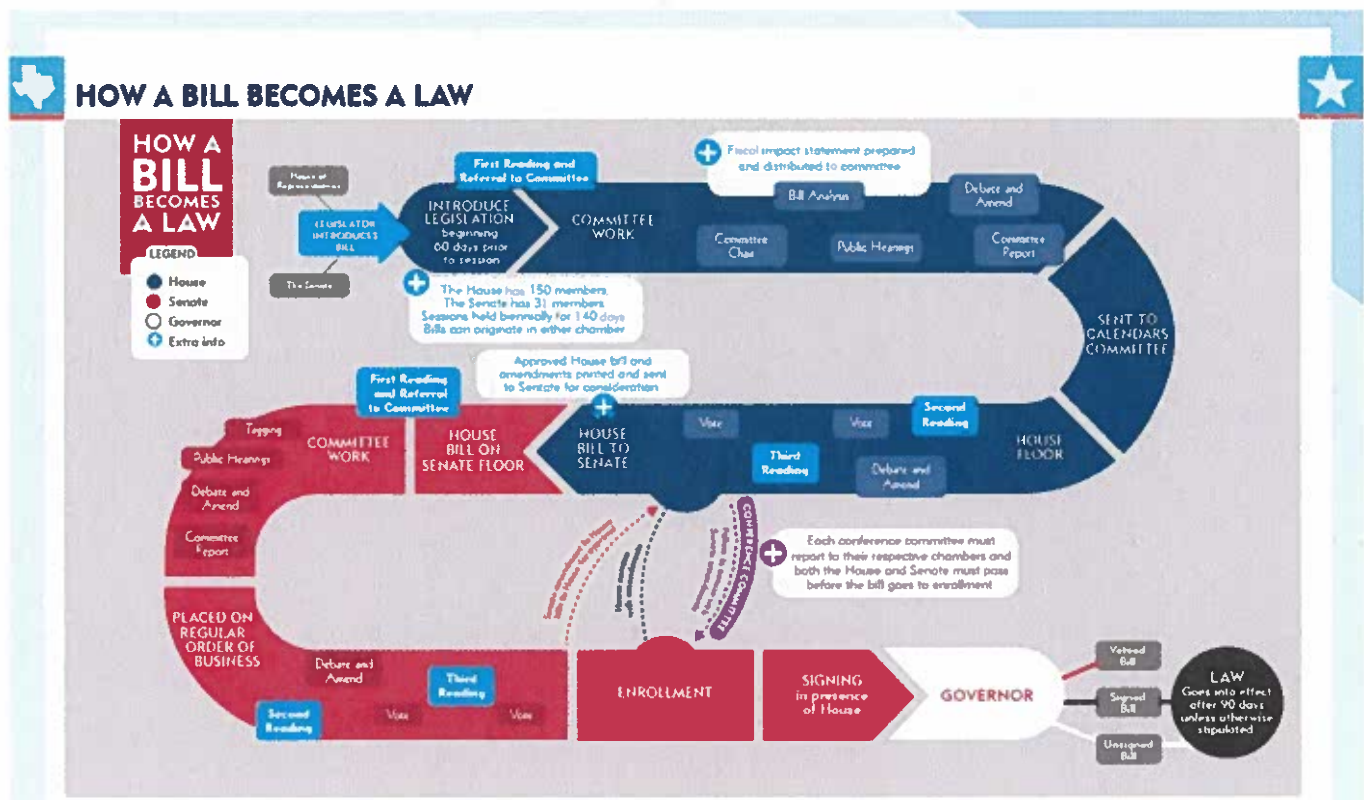 HOW A BILL BECOMES A LAW
HOW A
BILL
BECOMES
A LAW
LEGEND
House
Senate
Governor
Extra info
House of
Representatives
LEGISLATOR
INTRODUCES
BILL
The Senate
First Reading and
Referral to Committee
INTRODUCE
LEGISLATION
beginning
60 days prior
to session
The House has 150 members
The Senate has 31 members
Sessions held biennially for 140 days
Bills can originate in either chamber
COMMITTEE
WORK
Fiscal impact statement prepared
and distributed to committee
Bill Analysis
Debate and
Amend
Committee
Chair
Public Hearings
Committee
Report
SENT TO
CALENDARS
COMMITTEE
HOUSE
FLOOR
Second
Reading
Vote
Debate and
Amend
Third
Reading
Vote
Approved House bill and
amendments printed and sent
to Sentate for consideration
HOUSE
BILL TO
SENATE
First Reading
and Referral
to Committee
HOUSE
BILL ON
SENATE FLOOR
COMMITTEE
WORK
Tagging
Public Hearings
Debate and
Amend
Committee
Report
PLACED ON
REGULAR
ORDER OF
BUSINESS
Second
Reading
Debate and
Amend
Vote
Third
Reading
Vote
CONFERENCE COMMITTEE
Each conference committee must
report to their respective chambers and
both the House and Senate must pass
before the bill goes to enrollment
ENROLLMENT
SIGNING
in presence
of House
GOVERNOR
Vetoed
Bill
Signed
Bill
Unsigned
Bill
LAW
Goes into effect
after 90 days
unless otherwise
stipulated